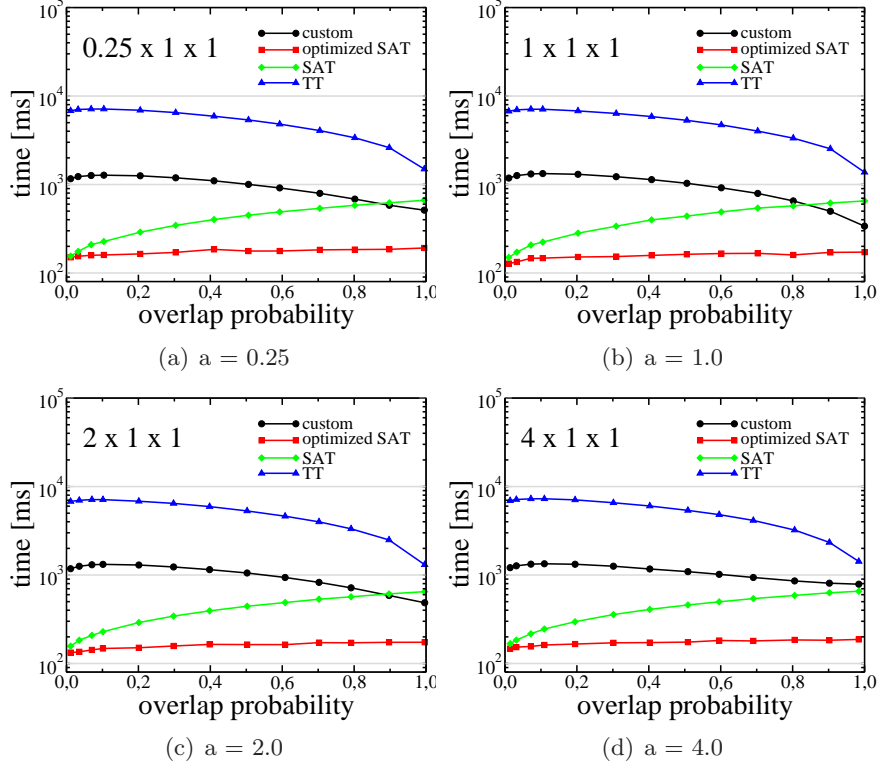 10^5
0.25 x 1 x 1
custom
optimized SAT
SAT
TT
10^4
time [ms]
10^3
10^2
0,0 0,2 0,4 0,6 0,8 1,0
overlap probability
(a) a = 0.25
10^5
1 x 1 x 1
custom
optimized SAT
SAT
TT
10^4
time [ms]
10^3
10^2
0,0 0,2 0,4 0,6 0,8 1,0
overlap probability
(b) a = 1.0
10^5
2 x 1 x 1
custom
optimized SAT
SAT
TT
10^4
time [ms]
10^3
10^2
0,0 0,2 0,4 0,6 0,8 1,0
overlap probability
(c) a = 2.0
10^5
4 x 1 x 1
custom
optimized SAT
SAT
TT
10^4
time [ms]
10^3
10^2
0,0 0,2 0,4 0,6 0,8 1,0
overlap probability
(d) a = 4.0